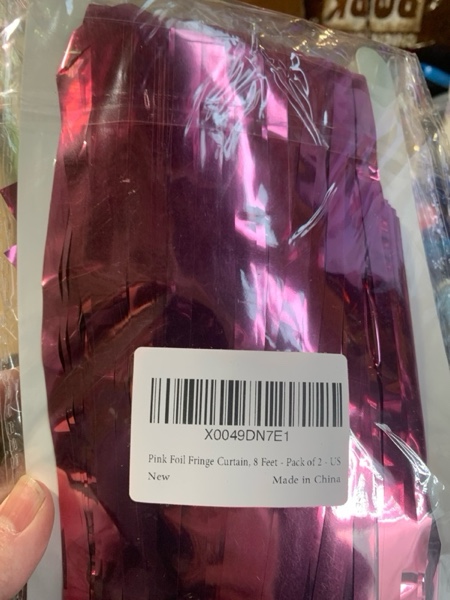 X0049DN7E1
Pink Foil Fringe Curtain, 8 Feet - Pack of 2 - US
New Made in China